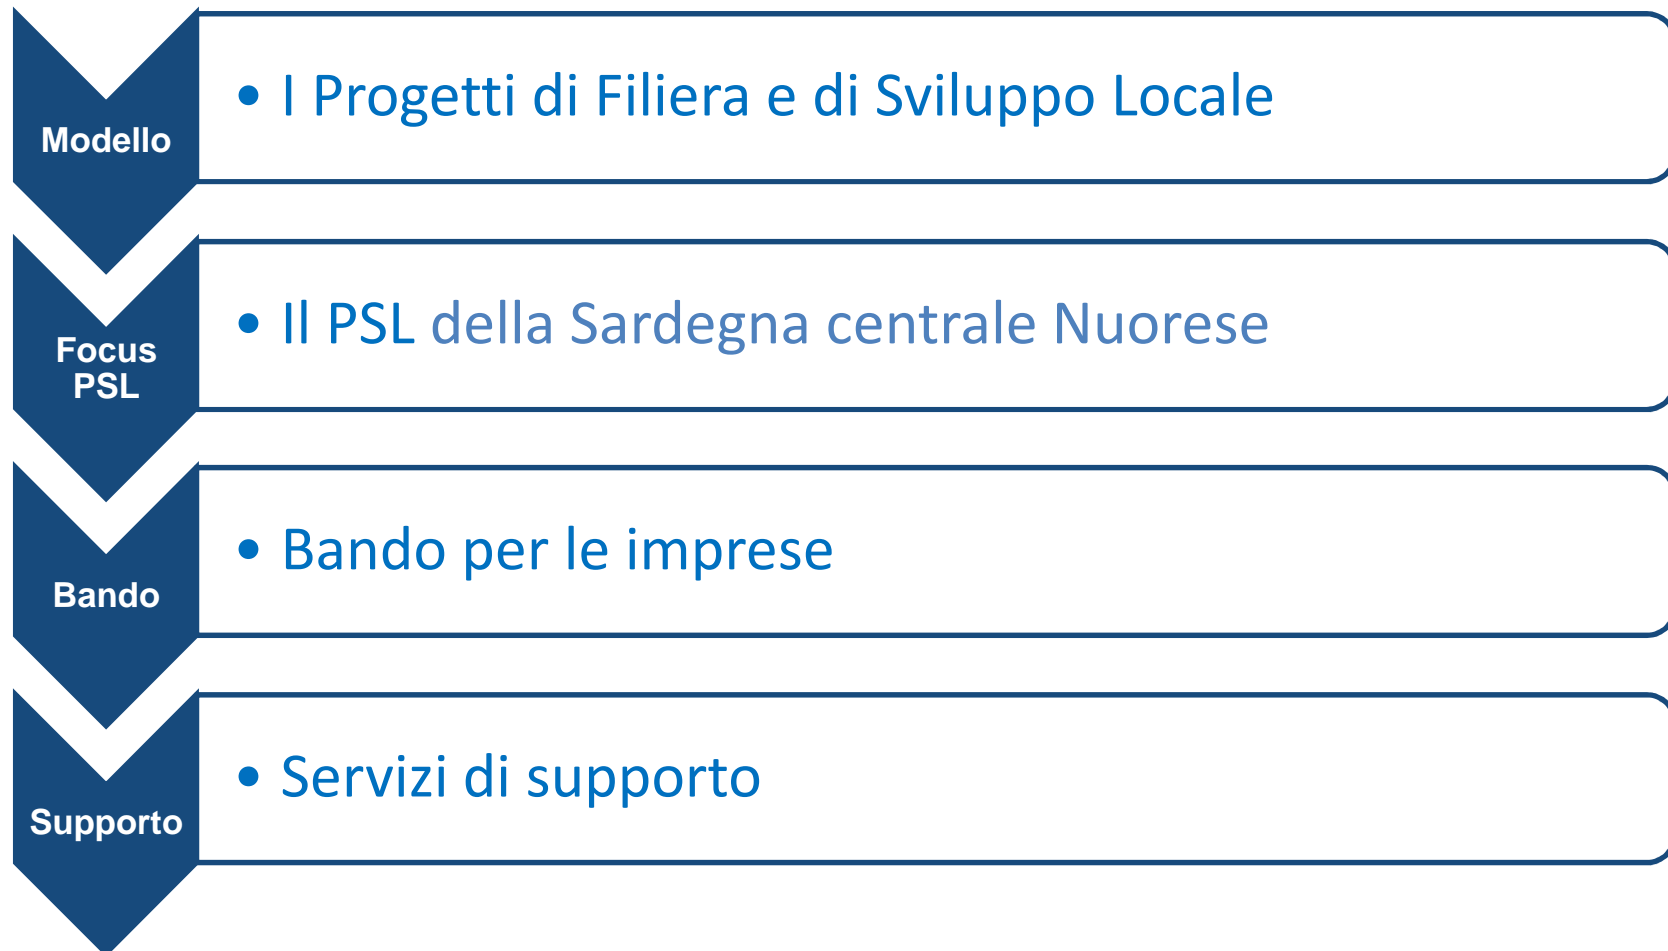 Modello
• I Progetti di Filiera e di Sviluppo Locale
Focus
PSL
• Il PSL della Sardegna centrale Nuorese
Bando
• Bando per le imprese
Supporto
• Servizi di supporto